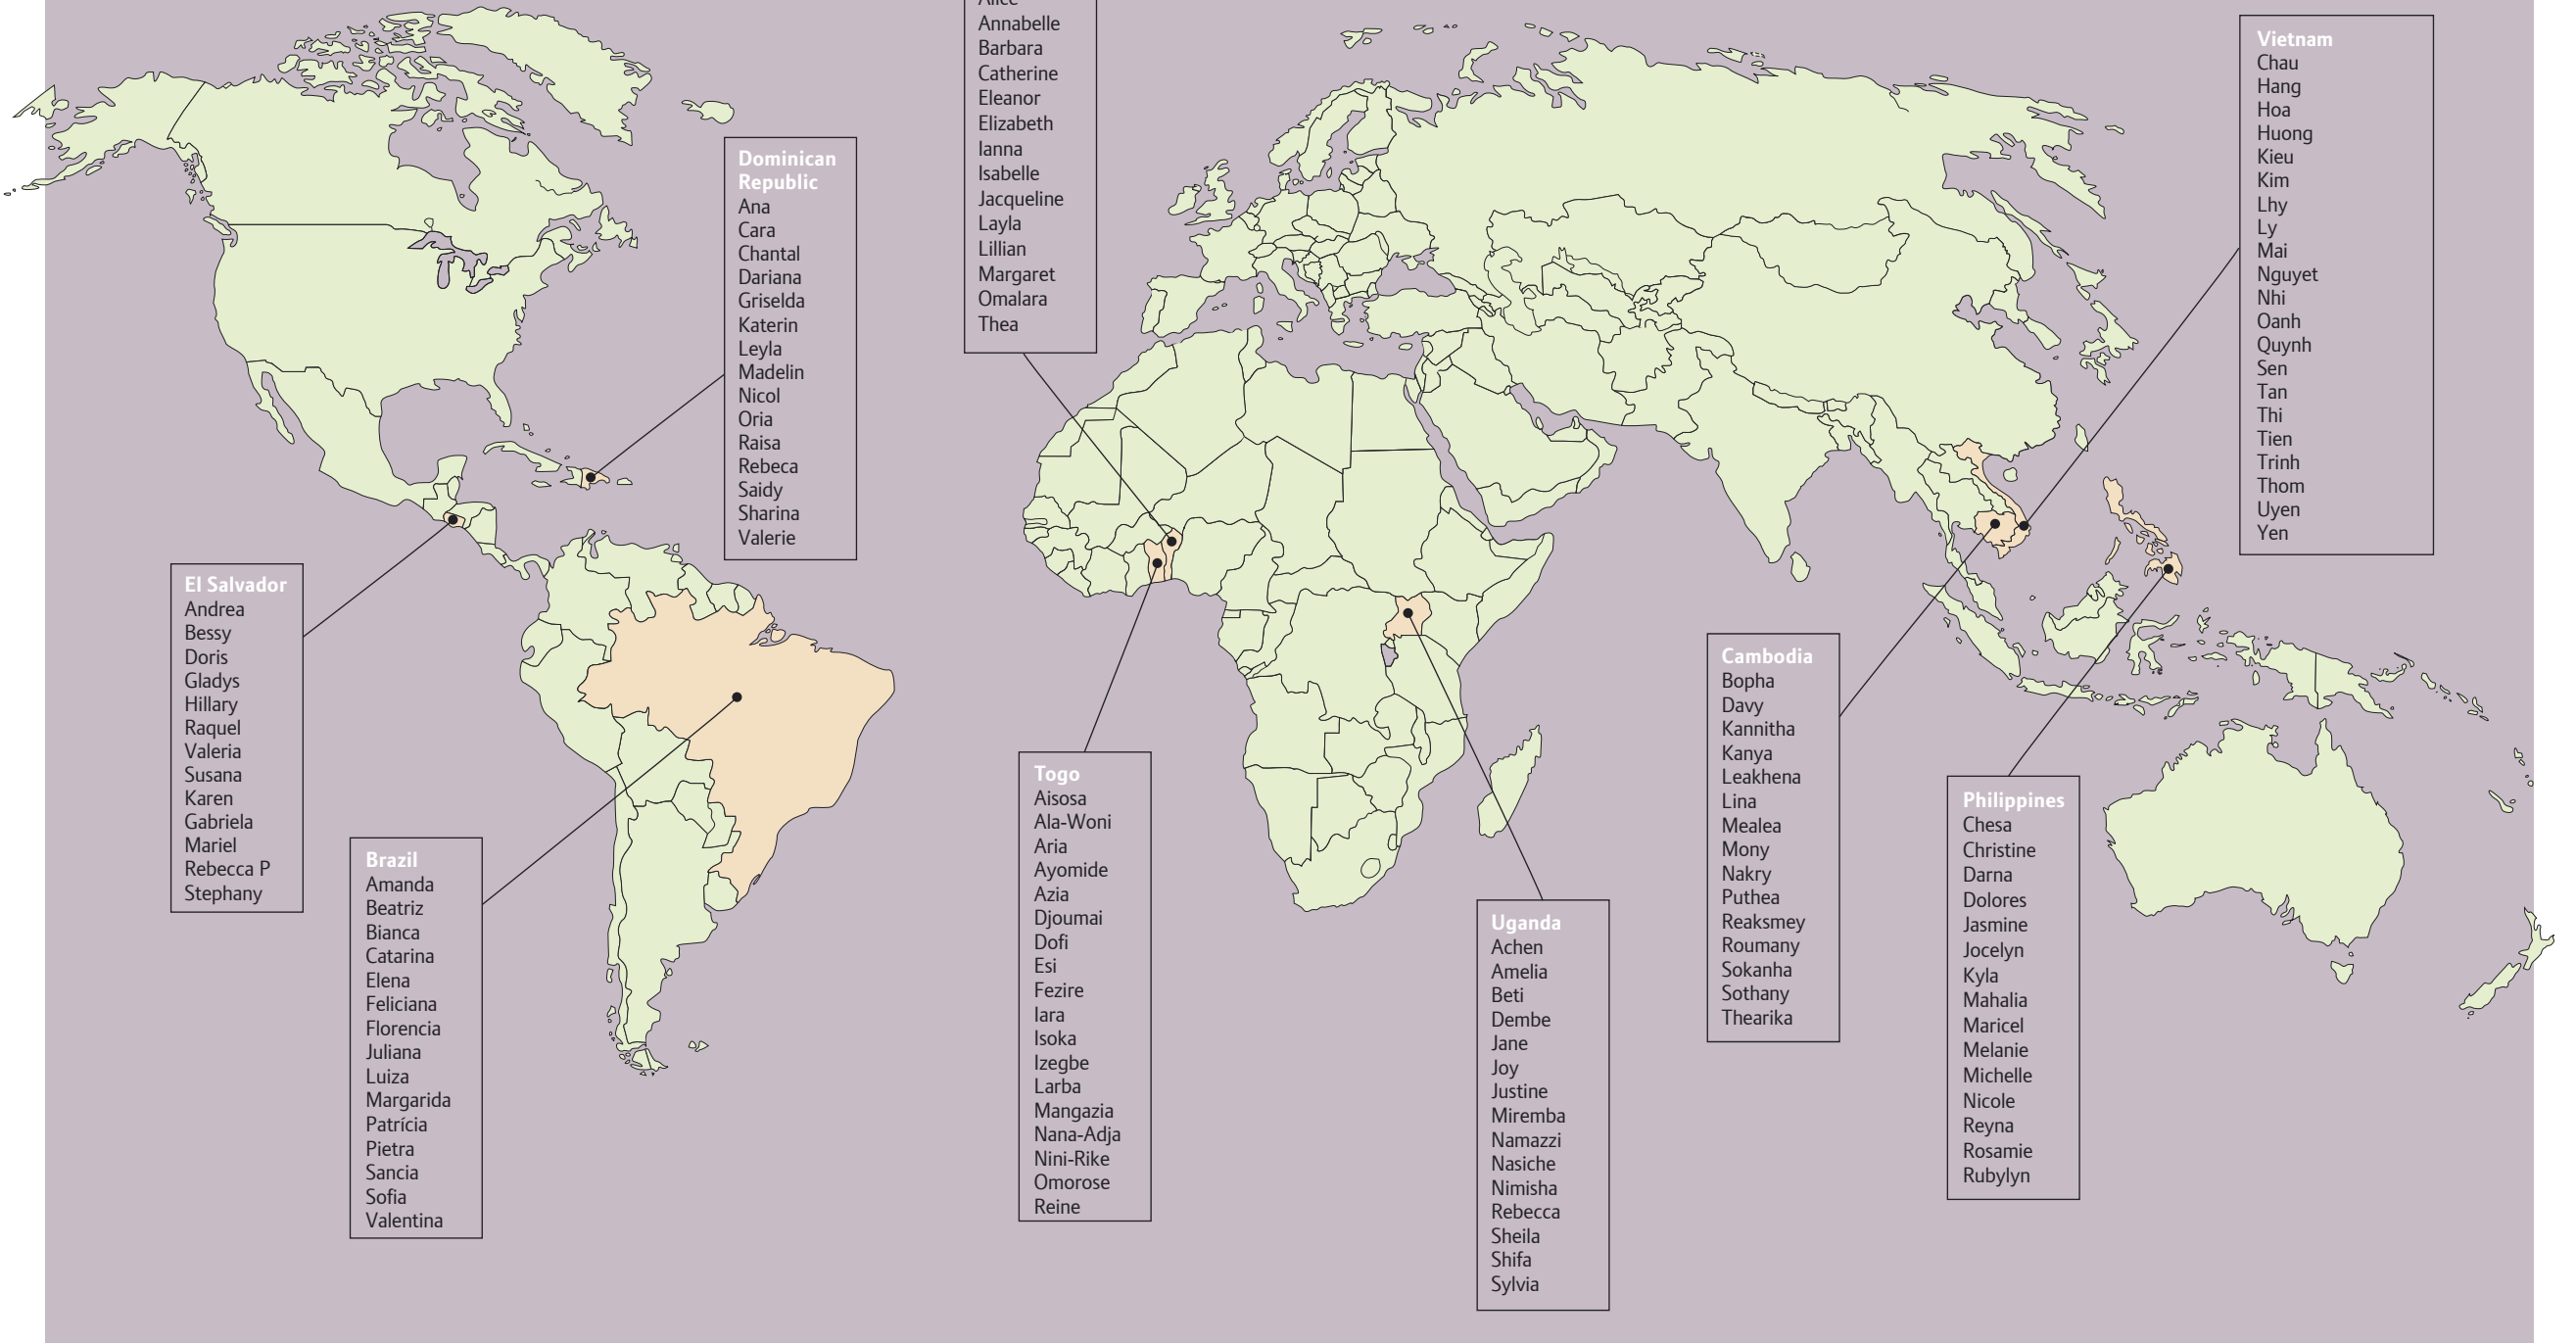 Alice
Annabelle
Barbara
Catherine
Eleanor
Elizabeth
Ianna
Isabelle
Jacqueline
Layla
Lillian
Margaret
Omalara
Thea
Vietnam
Chau
Hang
Hoa
Huong
Kieu
Kim
Lhy
Ly
Mai
Nguyet
Nhi
Oanh
Quynh
Sen
Tan
Thi
Tien
Trinh
Thom
Uyen
Yen
Dominican
Republic
Ana
Cara
Chantal
Dariana
Griselda
Katerin
Leyla
Madelin
Nicol
Oria
Raisa
Rebeca
Saidy
Sharina
Valerie
El Salvador
Andrea
Bessy
Doris
Gladys
Hillary
Raquel
Valeria
Susana
Karen
Gabriela
Mariel
Rebecca P
Stephany
Brazil
Amanda
Beatriz
Bianca
Catarina
Elena
Feliciana
Florencia
Juliana
Luiza
Margarida
Patrícia
Pietra
Sancia
Sofia
Valentina
Togo
Aisosa
Ala-Woni
Aria
Ayomide
Azia
Djoumai
Dofi
Esi
Fezire
Iara
Isoka
Izegbe
Larba
Mangazia
Nana-Adja
Nini-Rike
Omorose
Reine
Uganda
Achen
Amelia
Beti
Dembe
Jane
Joy
Justine
Miremba
Namazzi
Nasiche
Nimisha
Rebecca
Sheila
Shifa
Sylvia
Cambodia
Bopha
Davy
Kannitha
Kanya
Leakhena
Lina
Mealea
Mony
Nakry
Puthea
Reaksmey
Roumany
Sokanha
Sothany
Thearika
Philippines
Chesa
Christine
Darna
Dolores
Jasmine
Jocelyn
Kyla
Mahalia
Maricel
Melanie
Michelle
Nicole
Reyna
Rosamie
Rubylyn